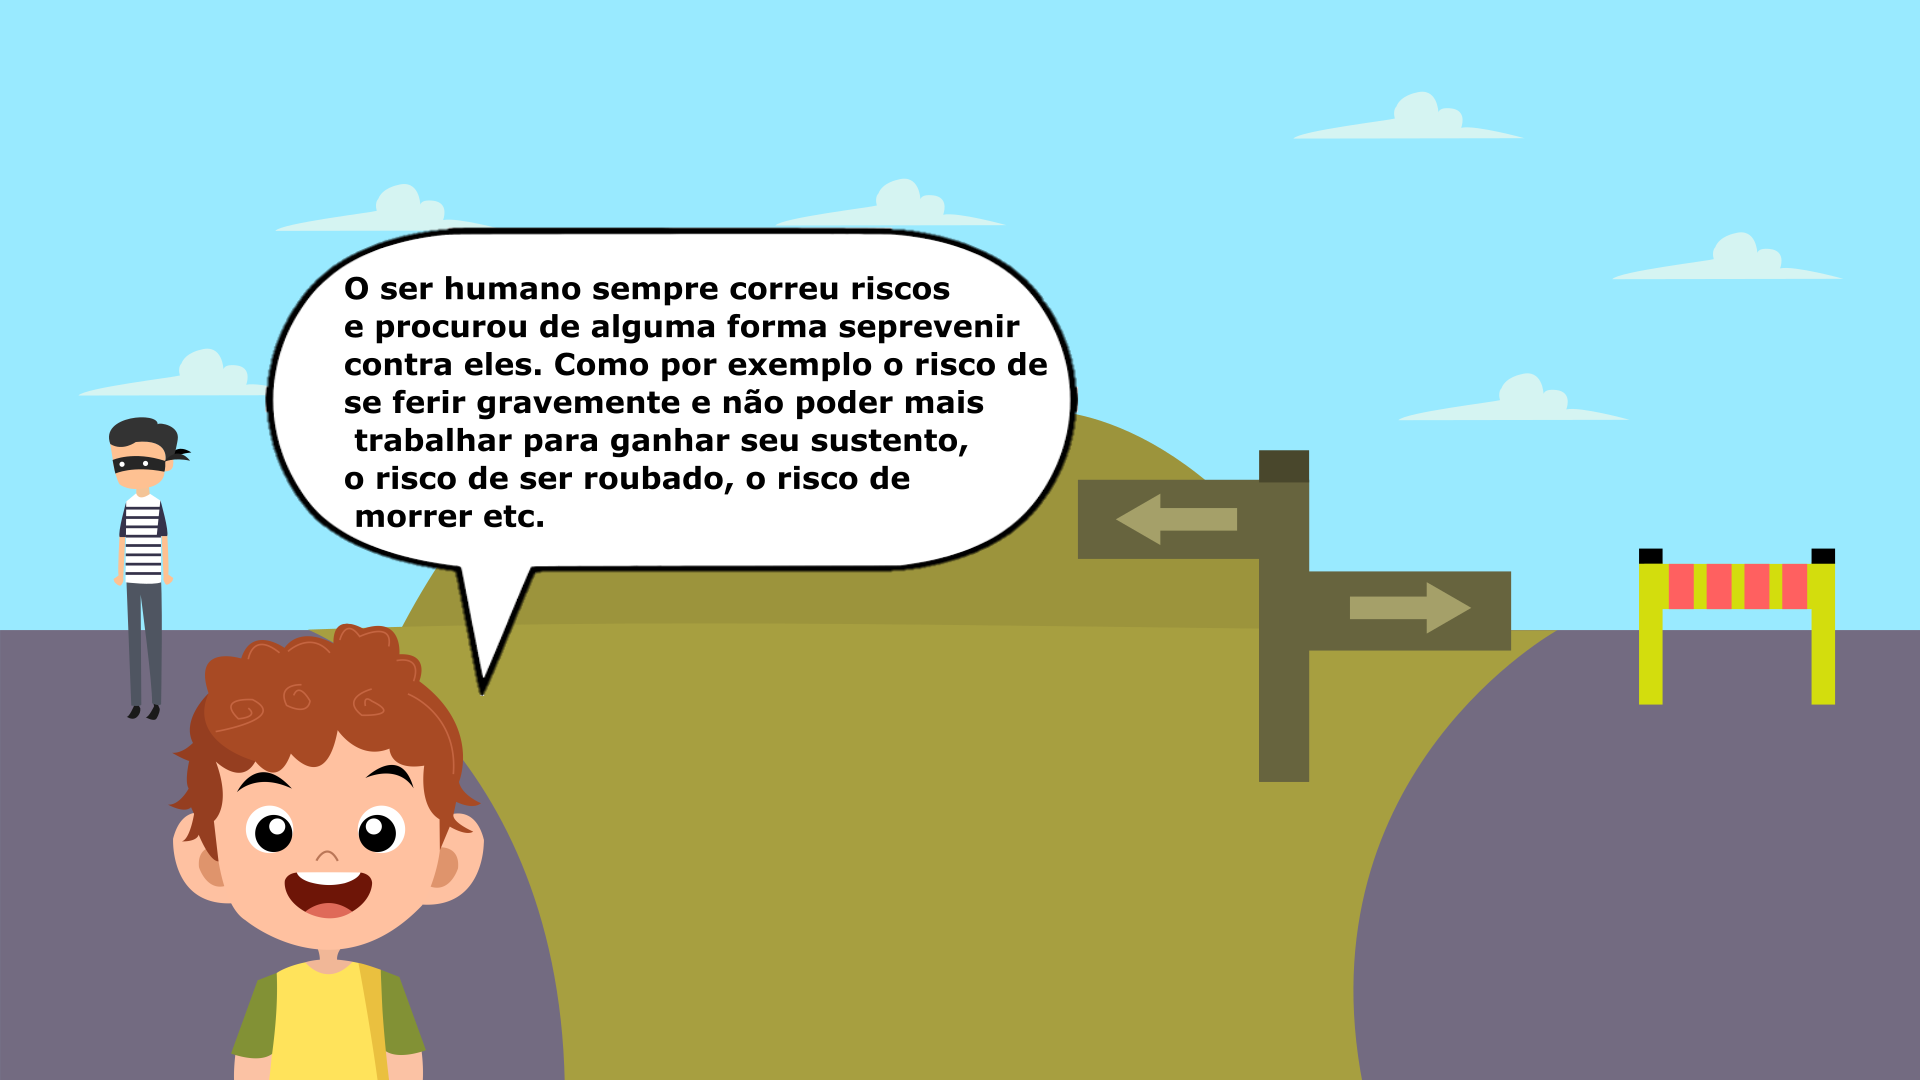 O ser humano sempre correu riscos
e procurou de alguma forma seprevenir
contra eles. Como por exemplo o risco de
se ferir gravemente e não poder mais
trabalhar para ganhar seu sustento,
o risco de ser roubado, o risco de
morrer etc.